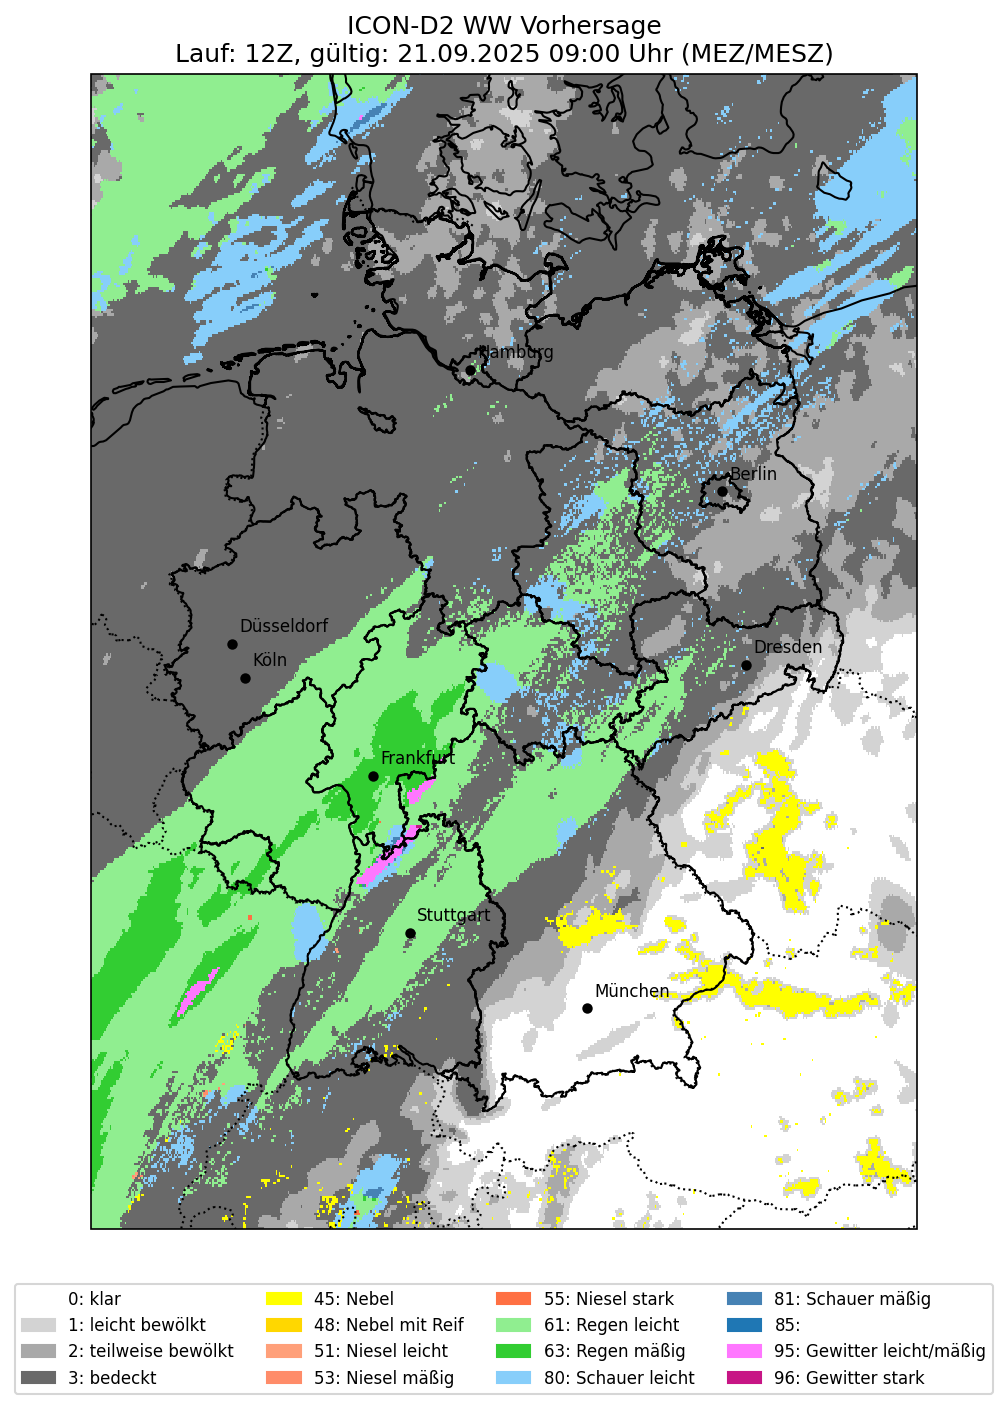 ICON-D2 WW Vorhersage
Lauf: 12Z, gültig: 21.09.2025 09:00 Uhr (MEZ/MESZ)
Hamburg
Berlin
Düsseldorf
Dresden
Köln
Frankfurt
Stuttgart
München
0: klar
1: leicht bewölkt
2: teilweise bewölkt
3: bedeckt
45: Nebel
48: Nebel mit Reif
51: Niesel leicht
53: Niesel mäßig
55: Niesel stark
61: Regen leicht
63: Regen mäßig
80: Schauer leicht
81: Schauer mäßig
85:
95: Gewitter leicht/mäßig
96: Gewitter stark